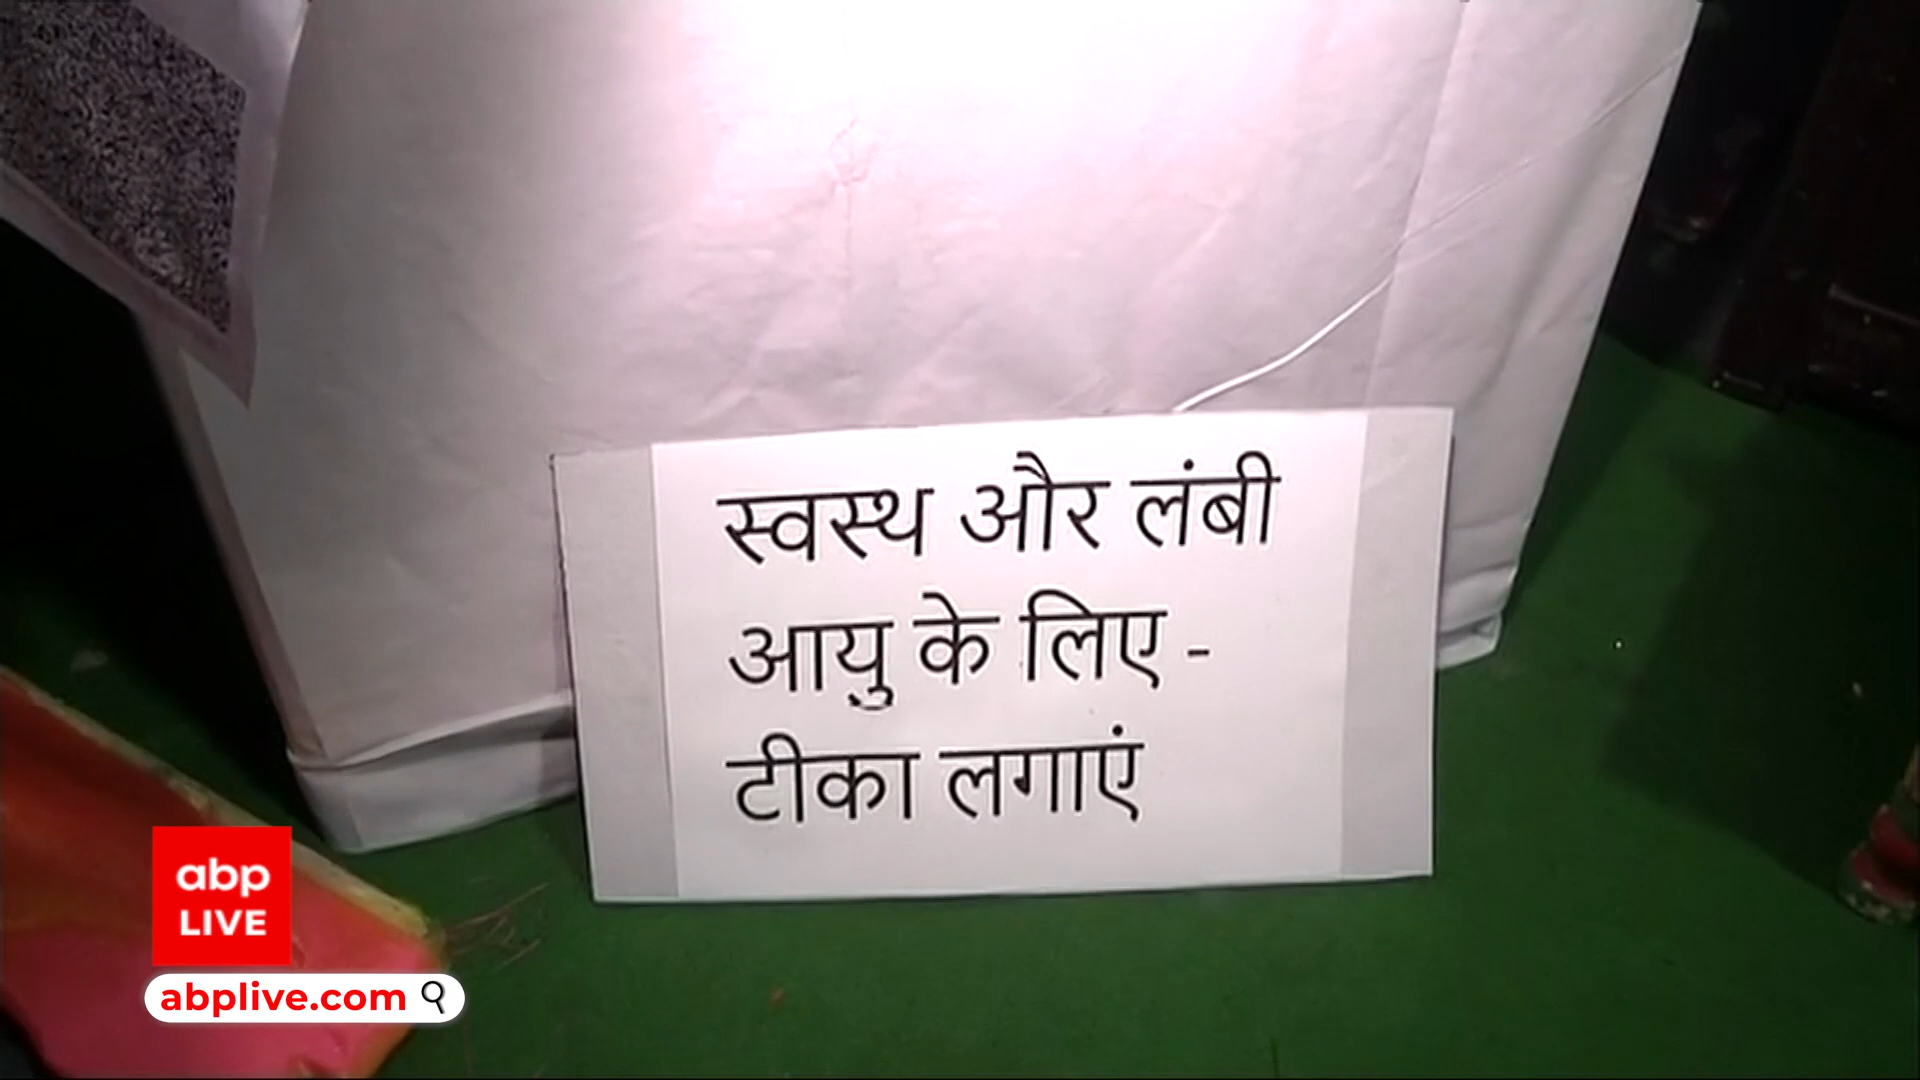 स्वस्थ और लंबी
आयु के लिए -
टीका लगाएं
abp
LIVE
abplive.com